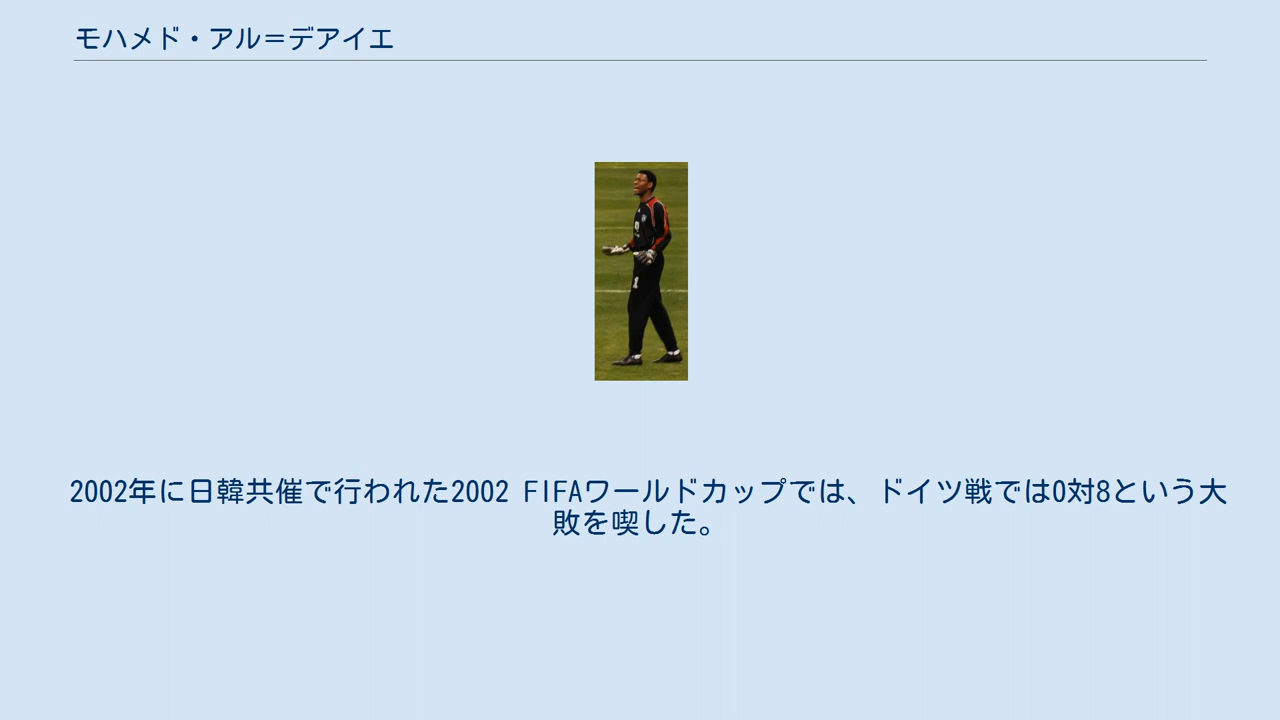 モハメド・アル＝デアイエ
1
2002年に日韓共催で行われた2002 FIFAワールドカップでは、ドイツ戦では0対8という大
敗を喫した。